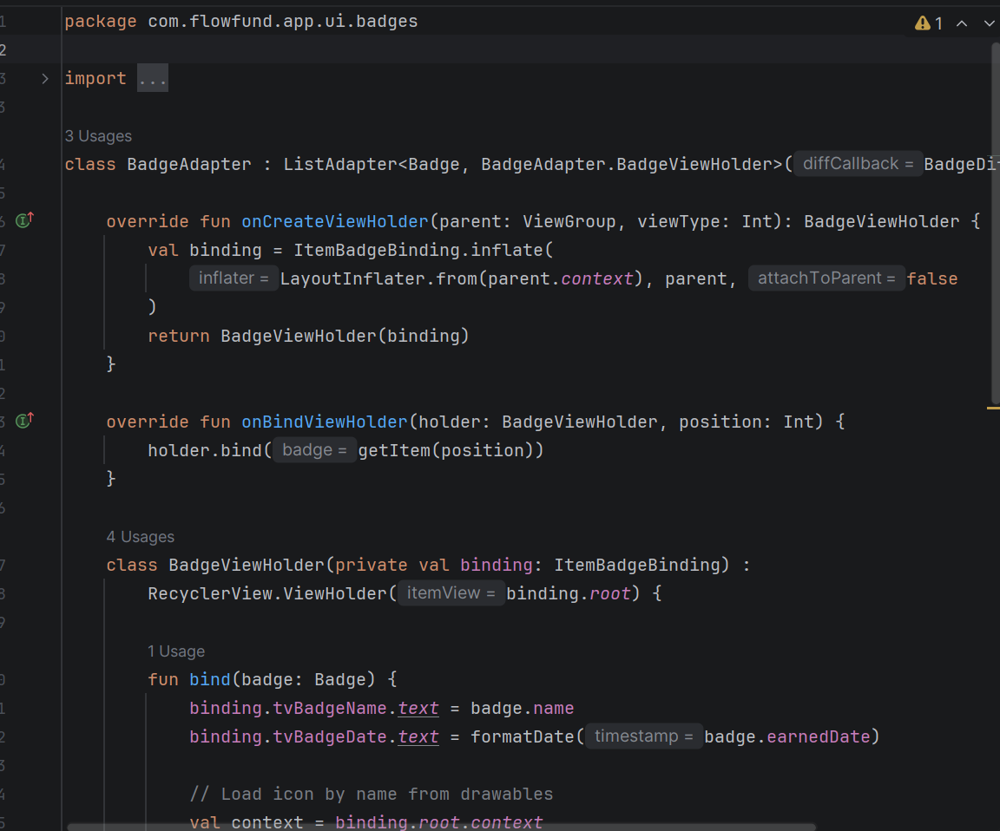 package com.flowfund.app.ui.badges
1
import ...
3 Usages
class BadgeAdapter : ListAdapter<Badge, BadgeAdapter.BadgeViewHolder>( diffCallback =
override fun onCreateViewHolder(parent: ViewGroup, viewType: Int): BadgeViewHolder {
val binding = ItemBadgeBinding.inflate(
inflater = LayoutInflater.from(parent.context), parent, attachToParent = false
)
return BadgeViewHolder(binding)
}
override fun onBindViewHolder(holder: BadgeViewHolder, position: Int) {
holder.bind( badge = getItem(position))
}
4 Usages
class BadgeViewHolder(private val binding: ItemBadgeBinding) :
RecyclerView.ViewHolder( itemView = binding.root) {
1 Usage
fun bind(badge: Badge) {
binding.tvBadgeName.text = badge.name
binding.tvBadgeDate.text = formatDate( timestamp = badge.earnedDate)
// Load icon by name from drawables
val context = binding.root.context